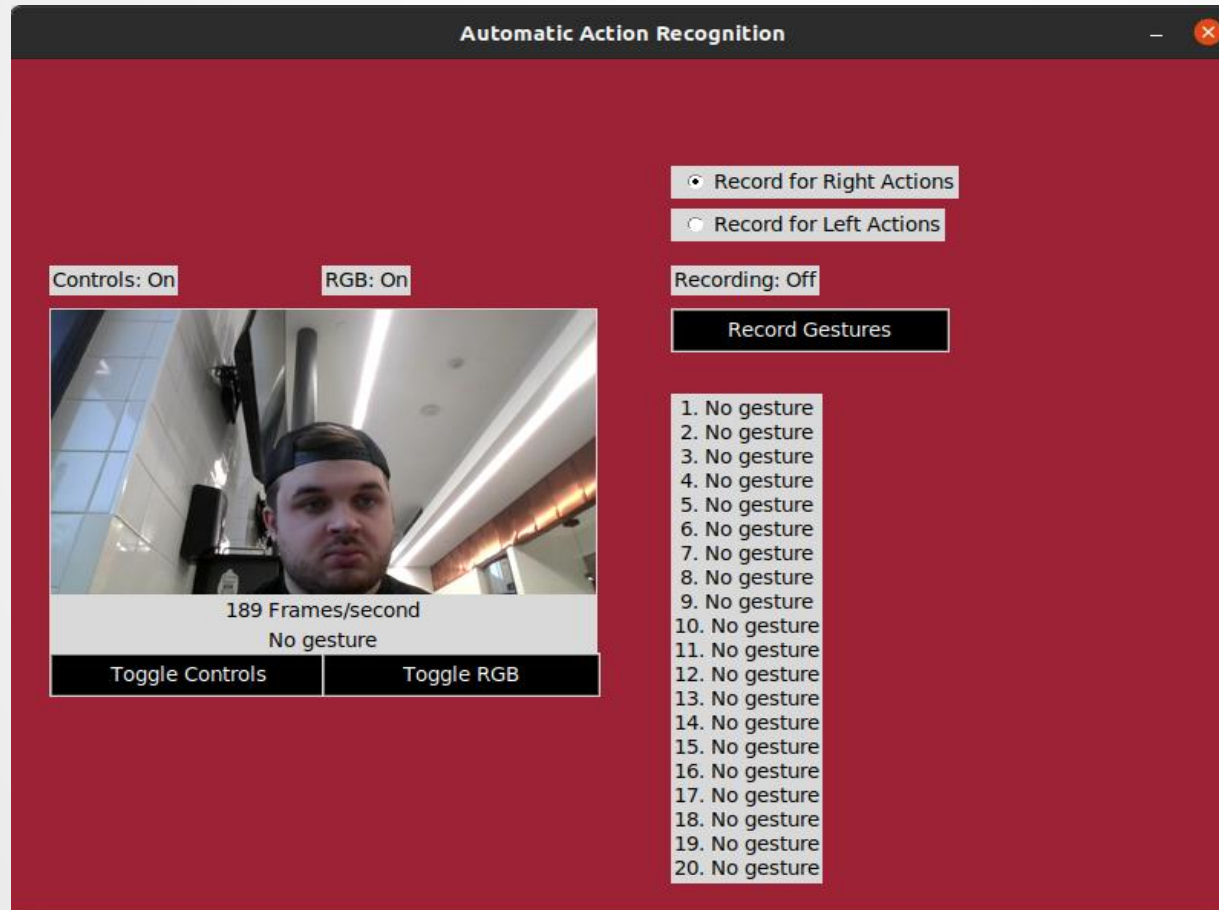 Automatic Action Recognition
Record for Right Actions
Record for Left Actions
Controls: On
RGB: On
Recording: Off
Record Gestures
189 Frames/second
No gesture
Toggle Controls
Toggle RGB
1. No gesture
2. No gesture
3. No gesture
4. No gesture
5. No gesture
6. No gesture
7. No gesture
8. No gesture
9. No gesture
10. No gesture
11. No gesture
12. No gesture
13. No gesture
14. No gesture
15. No gesture
16. No gesture
17. No gesture
18. No gesture
19. No gesture
20. No gesture